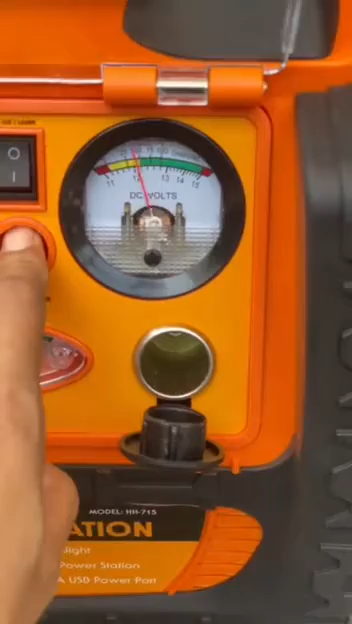 O
I
11
12
13
14
15
DC VOLTS
MODEL: HH-715
ATION
light
Power Station
A USB Power Port